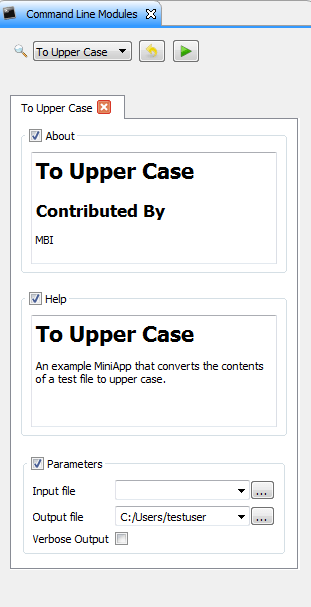 Command Line Modules
To Upper Case
To Upper Case
About
To Upper Case
Contributed By
MBI
Help
To Upper Case
An example MiniApp that converts the contents
of a test file to upper case.
Parameters
Input file
...
Output file C:/Users/testuser ...
Verbose Output